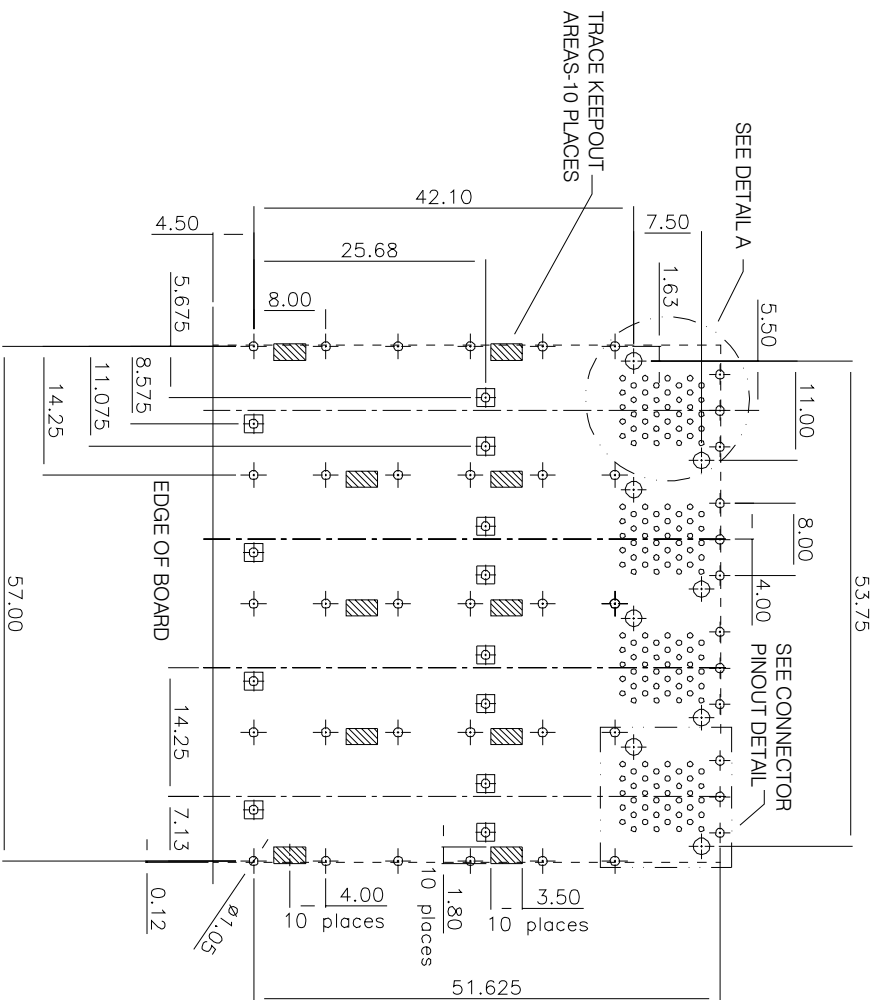 TRACE KEEPOUT
AREAS-10 PLACES
SEE DETAIL A
42.10
7.50
4.50
25.68
1.63
5.50
5.675
8.00
8.575
11.075
14.25
11.00
8.00
4.00
53.75
57.00
EDGE OF BOARD
SEE CONNECTOR
PINOUT DETAIL
14.25
7.13
0.12
ø1.05
4.00
10 places
1.80
10 places
3.50
10 places
51.625